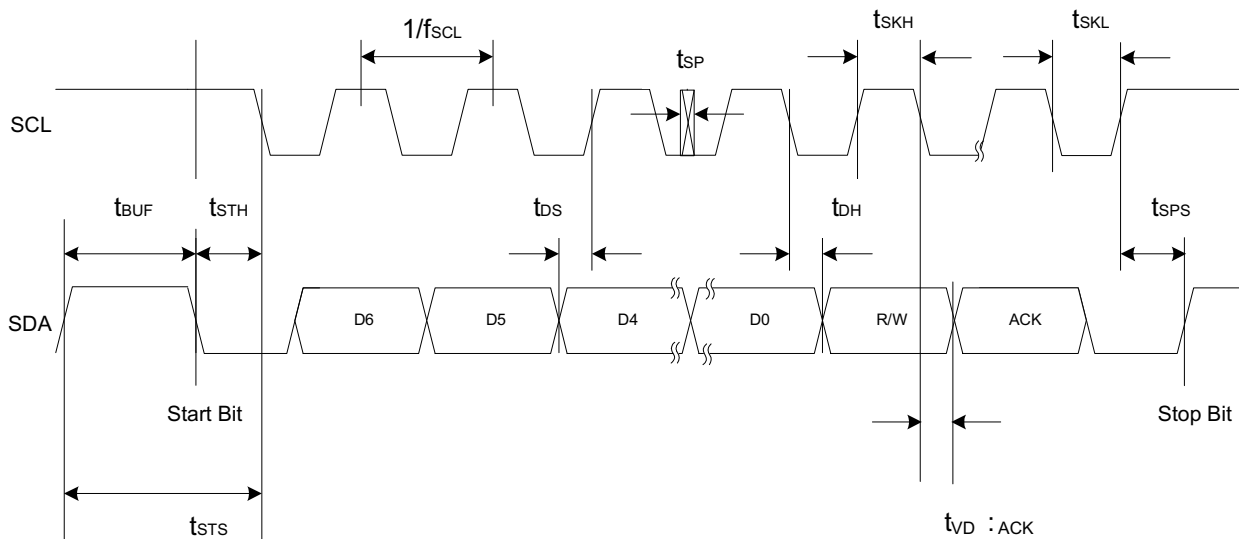 1/fSCL
tSP
tSKH
tSKL
SCL
tBUF
tSTH
tDS
tDH
tSPS
SDA
D6
D5
D4
D0
R/W
ACK
Start Bit
Stop Bit
tSTS
tVD :ACK